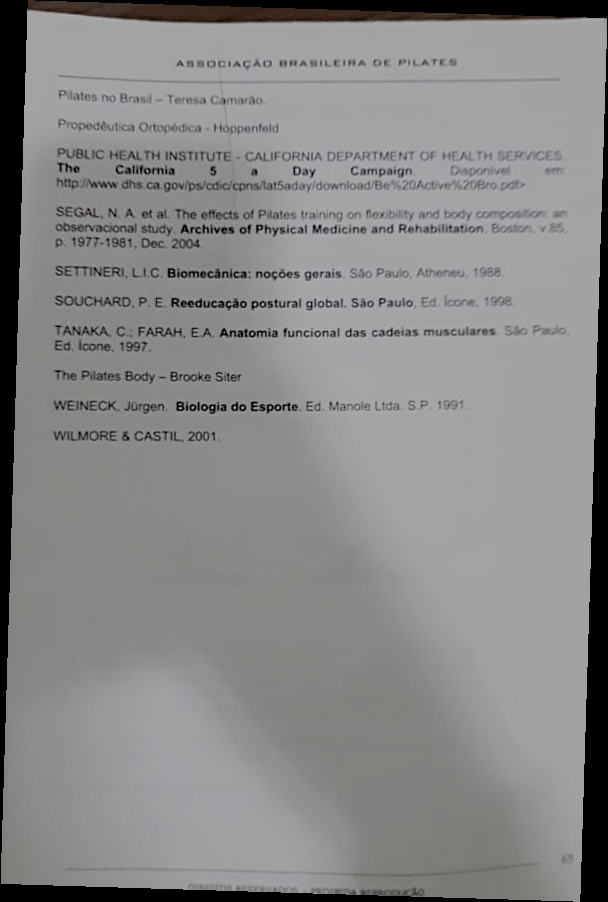 ASSOCIAÇÃO BRASILEIRA DE PILATES
Pilates no Brasil – Teresa Camarão.
Propedêutica Ortopédica - Hoppenfeld
PUBLIC HEALTH INSTITUTE - CALIFORNIA DEPARTMENT OF HEALTH SERVICES.
The California 5 a Day Campaign. Disponível em:
http://www.dhs.ca.gov/ps/cdic/cpns/lat5aday/download/Be%20Active%20Bro.pdf>.
SEGAL, N. A. et al. The effects of Pilates training on flexibility and body composition: an
observacional study. Archives of Physical Medicine and Rehabilitation, Boston, v.85,
p. 1977-1981, Dec. 2004.
SETTINERI, L.I.C. Biomecânica: noções gerais. São Paulo, Atheneu, 1988.
SOUCHARD, P. E. Reeducação postural global. São Paulo, Ed. Ícone, 1998.
TANAKA, C.; FARAH, E.A. Anatomia funcional das cadeias musculares. São Paulo,
Ed. Ícone, 1997.
The Pilates Body – Brooke Siter
WEINECK, Jürgen. Biologia do Esporte. Ed. Manole Ltda. S.P. 1991.
WILMORE & CASTIL, 2001.
65
DIREITOS RESERVADOS – PROIBIDA REPRODUÇÃO